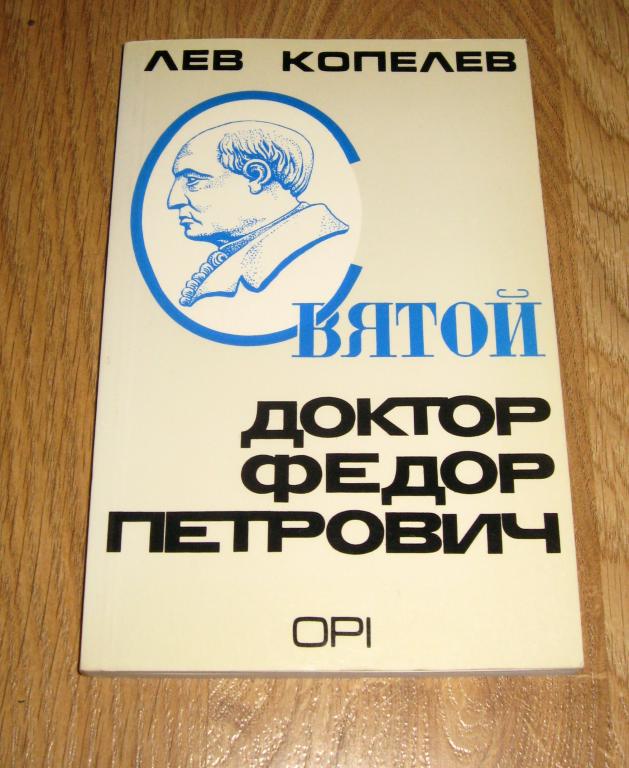 ЛЕВ КОПЕЛЕВ
СВЯТОЙ
ДОКТОР
ФЕДОР
ПЕТРОВИЧ
OPI